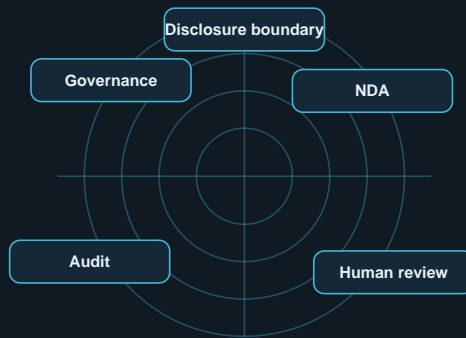 Disclosure boundary
Governance
NDA
Audit
Human review